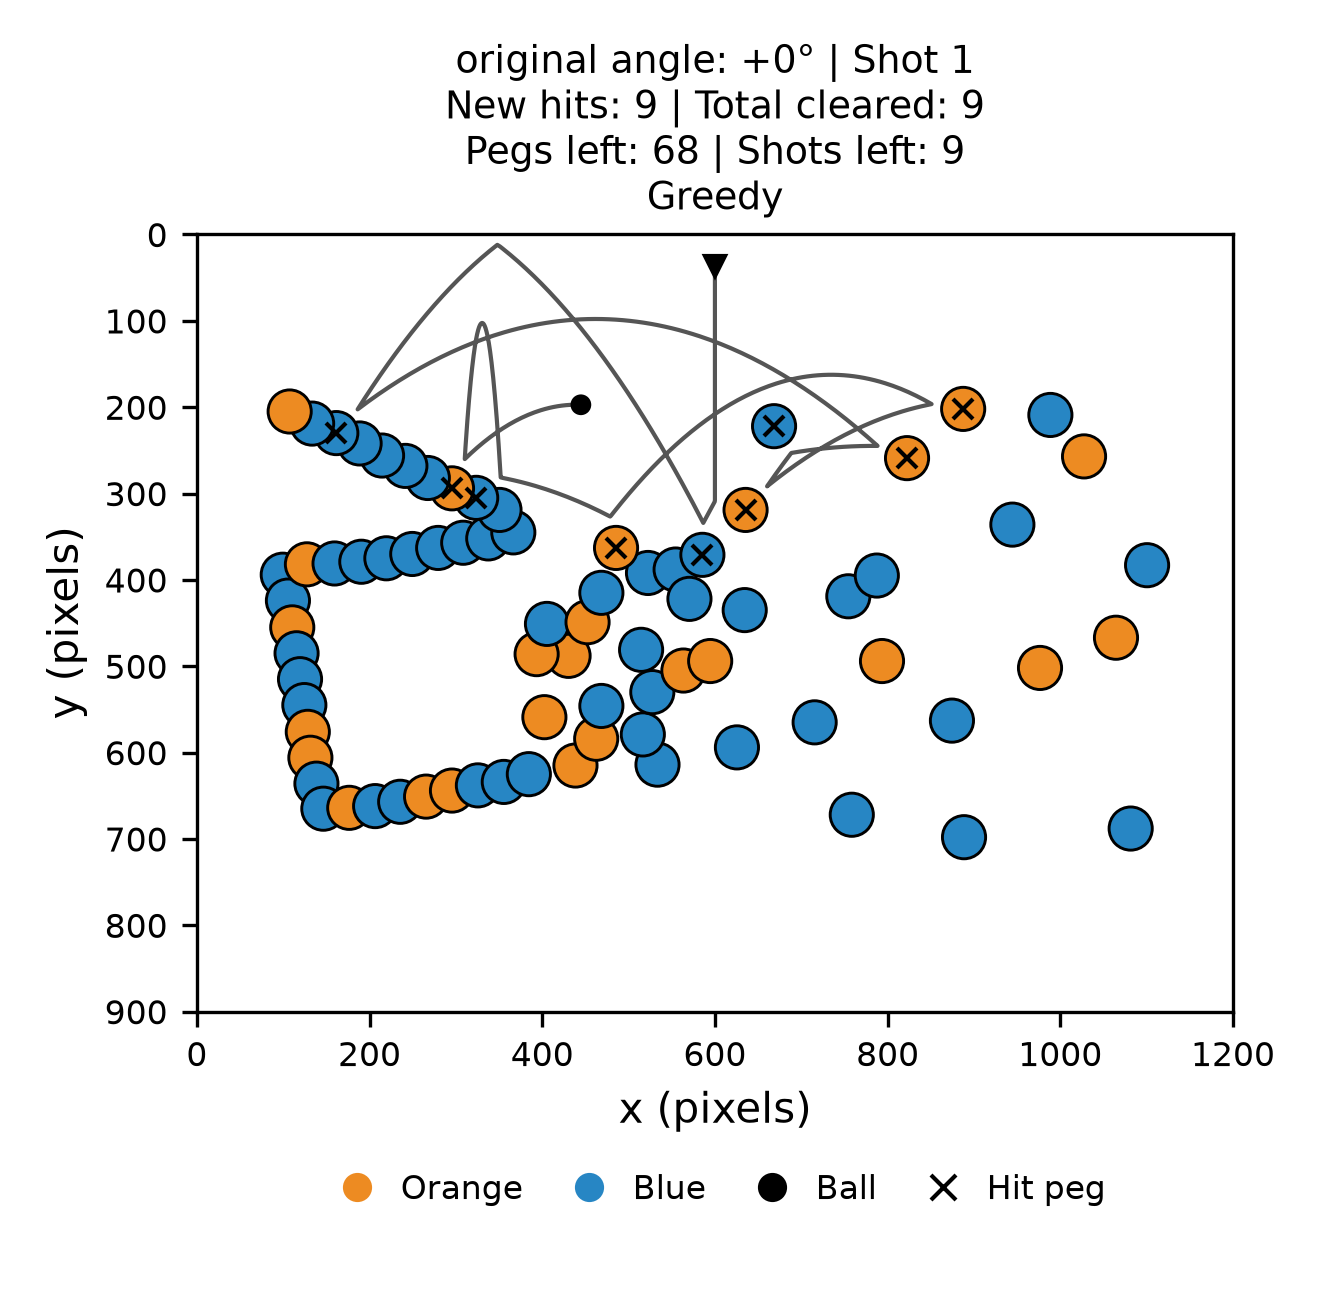 original angle: +0° | Shot 1
New hits: 9 | Total cleared: 9
Pegs left: 68 | Shots left: 9
Greedy
0
100
200
300
400
500
600
700
800
900
y (pixels)
0 200 400 600 800 1000 1200
x (pixels)
Orange Blue Ball Hit peg